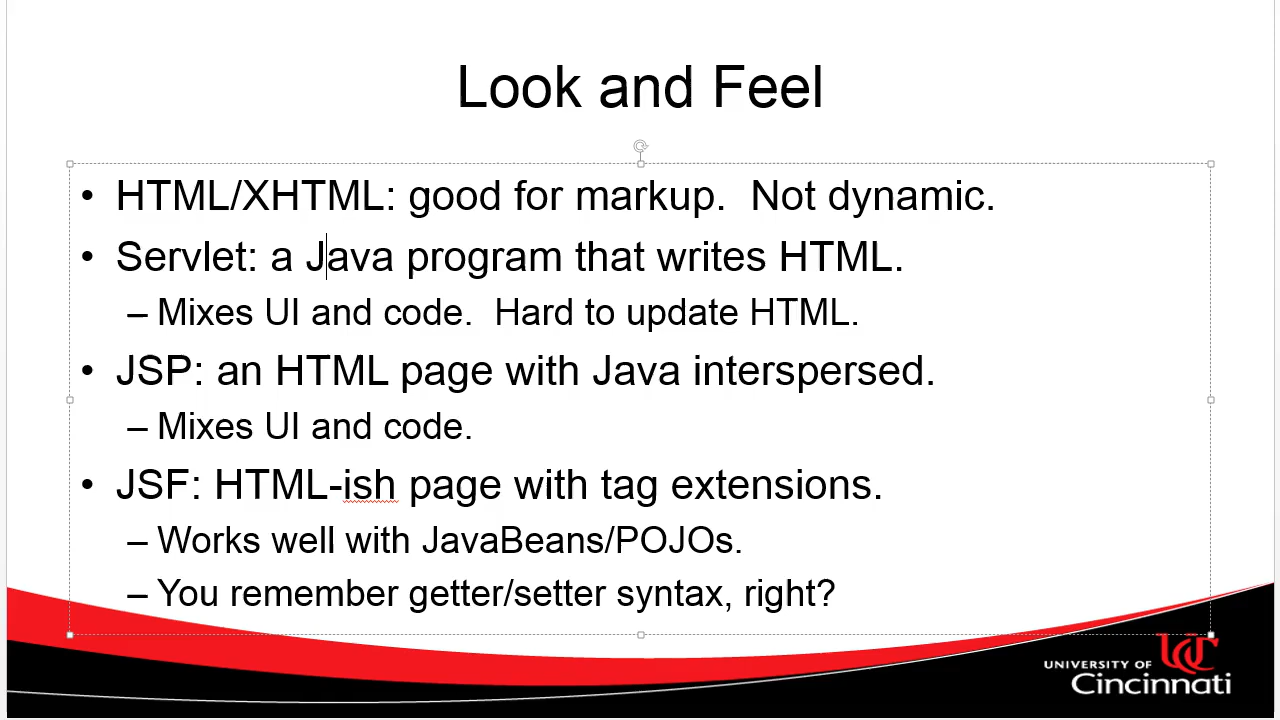 Look and Feel
• HTML/XHTML: good for markup.  Not dynamic.
• Servlet: a Java program that writes HTML.
– Mixes UI and code.  Hard to update HTML.
• JSP: an HTML page with Java interspersed.
– Mixes UI and code.
• JSF: HTML-ish page with tag extensions.
– Works well with JavaBeans/POJOs.
– You remember getter/setter syntax, right?
UC
UNIVERSITY OF
Cincinnati